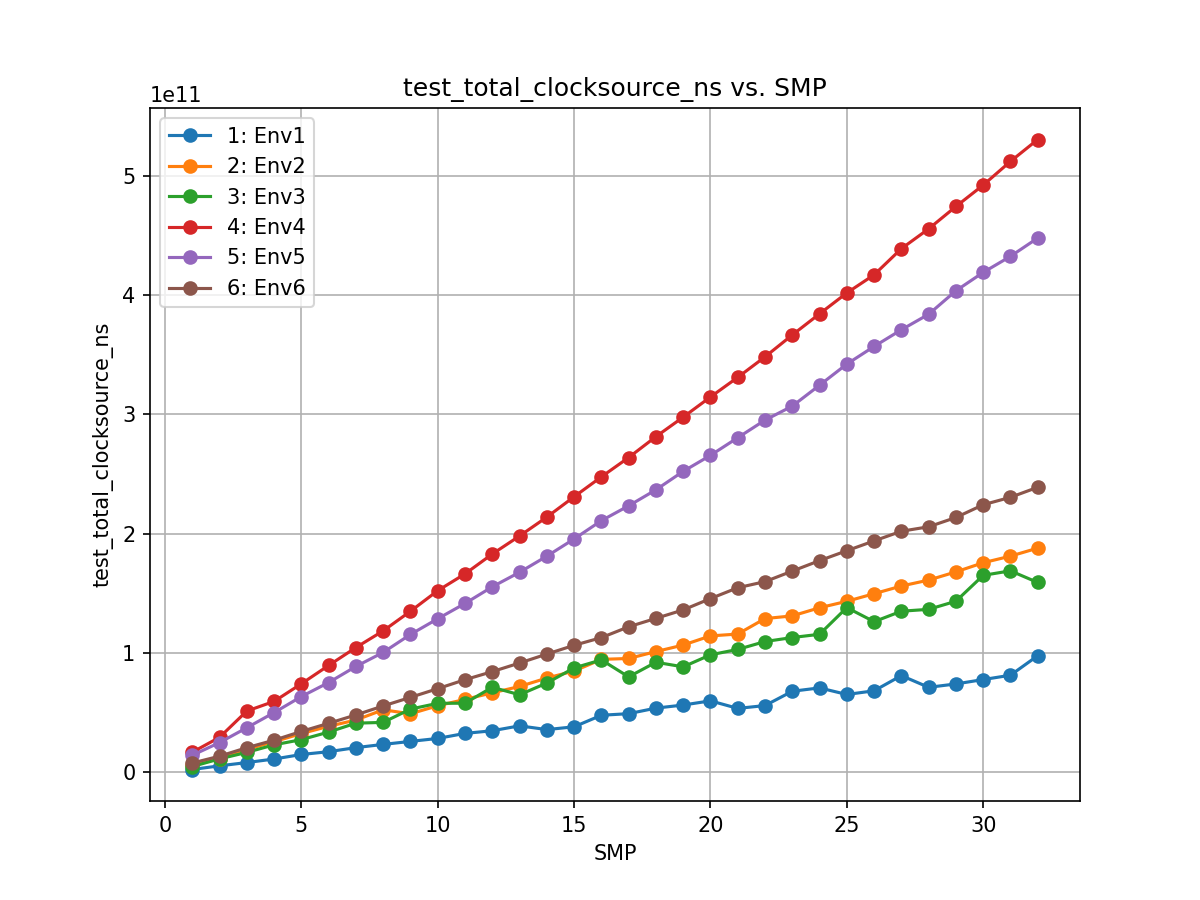 test_total_clocksource_ns vs. SMP
1e11
1: Env1
2: Env2
3: Env3
4: Env4
5: Env5
6: Env6
5
4
3
2
1
0
test_total_clocksource_ns
0 5 10 15 20 25 30
SMP